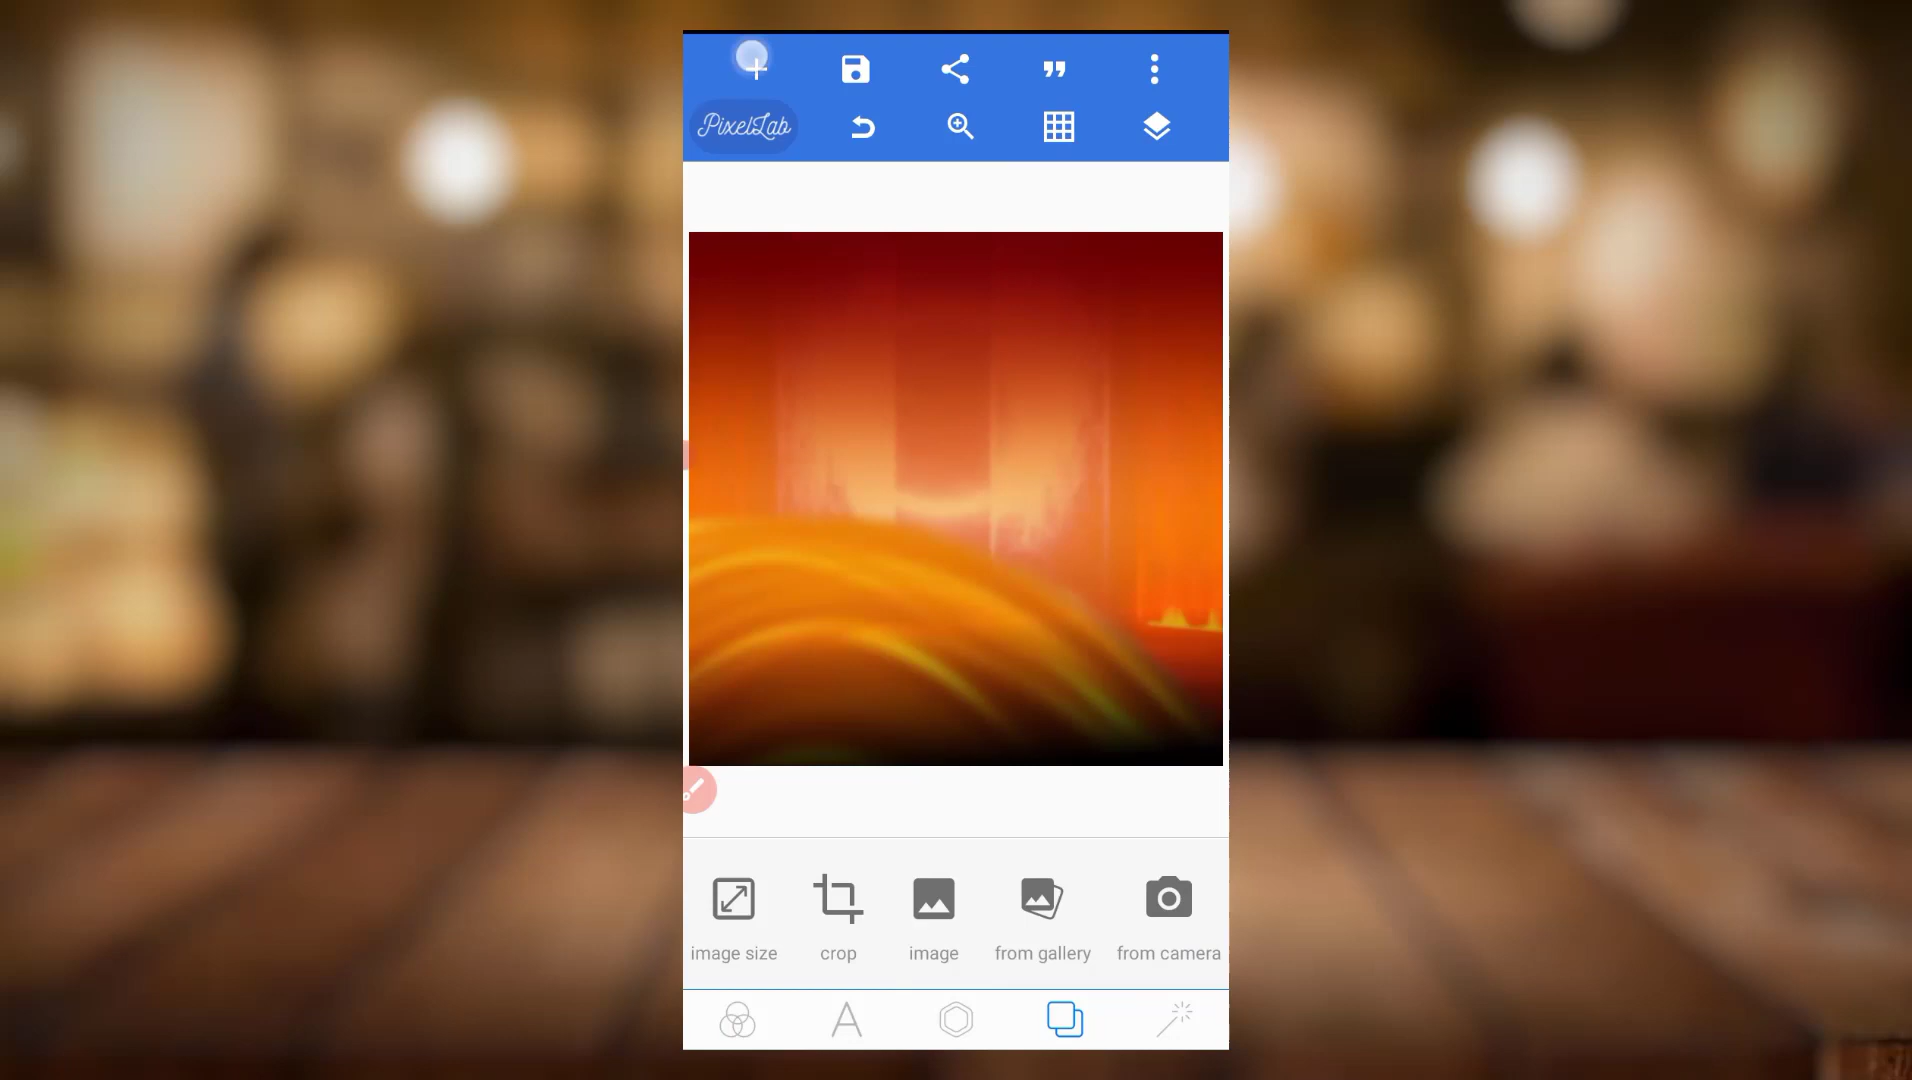 PixelLab
image size
crop
image
from gallery
from camera